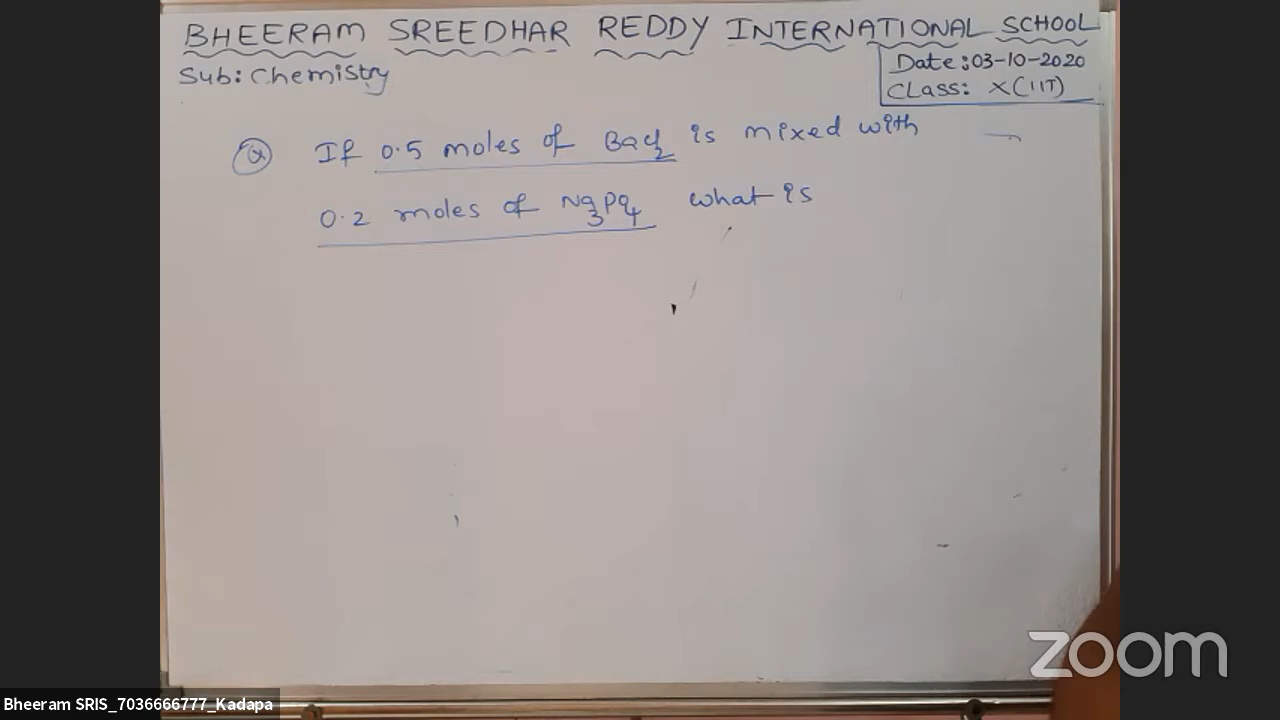 BHEERAM SREEDHAR REDDY INTERNATIONAL SCHOOL
Sub: Chemistry
Date: 03-10-2020
CLass: X(IIT)
Q If 0.5 moles of BaCl2 is mixed with
0.2 moles of Na3PO4 what is
zoom
Bheeram SRIS_7036666777_Kadapa